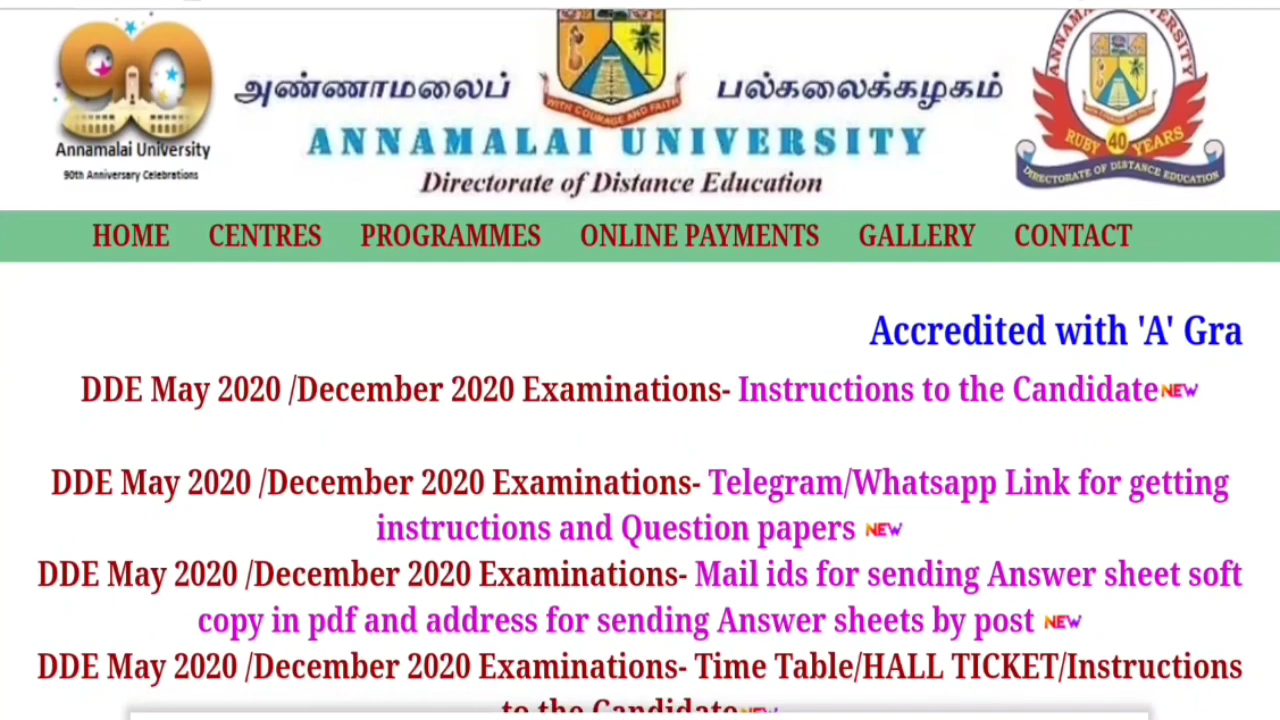 90
Annamalai University
90th Anniversary Celebrations
அண்ணாமலைப் பல்கலைக்கழகம்
WITH COURAGE AND FAITH
ANNAMALAI UNIVERSITY
Directorate of Distance Education
RUBY 40 YEARS
DIRECTORATE OF DISTANCE EDUCATION
HOME CENTRES PROGRAMMES ONLINE PAYMENTS GALLERY CONTACT
Accredited with 'A' Gra
DDE May 2020 /December 2020 Examinations- Instructions to the Candidate NEW
DDE May 2020 /December 2020 Examinations- Telegram/Whatsapp Link for getting
instructions and Question papers NEW
DDE May 2020 /December 2020 Examinations- Mail ids for sending Answer sheet soft
copy in pdf and address for sending Answer sheets by post NEW
DDE May 2020 /December 2020 Examinations- Time Table/HALL TICKET/Instructions
to the Candidate NEW